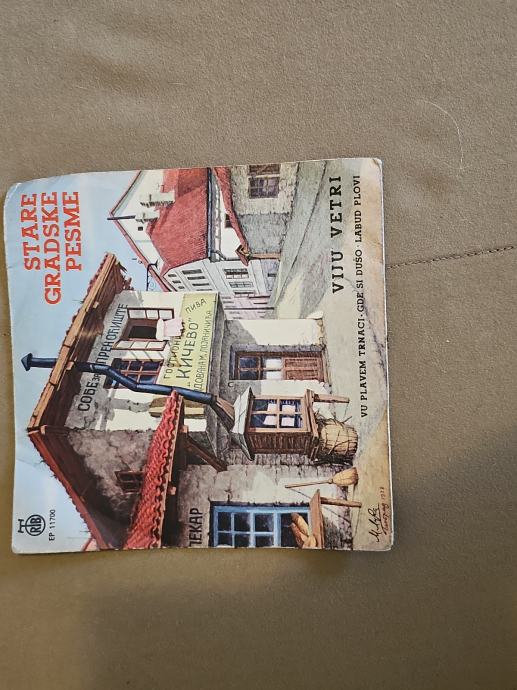 STARE
GRADSKE
PESME
СОБЕ ЗА ПРЕНОЋИШТЕ
ПИВА
"КИЧЕВО"
ПЕКАР
VIJU VETRI
VU PLAVEM TRNACI · GDE SI DUŠO · LABUD PLOVI
RTB
EP 11700